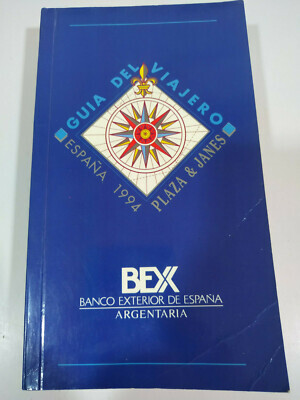 GUIA DEL VIAJERO
ESPAÑA 1994
PLAZA & JANES
BEX
BANCO EXTERIOR DE ESPAÑA
ARGENTARIA